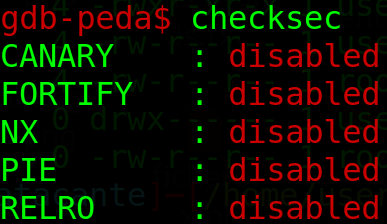 gdb-peda$ checksec
CANARY    : disabled
FORTIFY   : disabled
NX        : disabled
PIE       : disabled
RELRO     : disabled